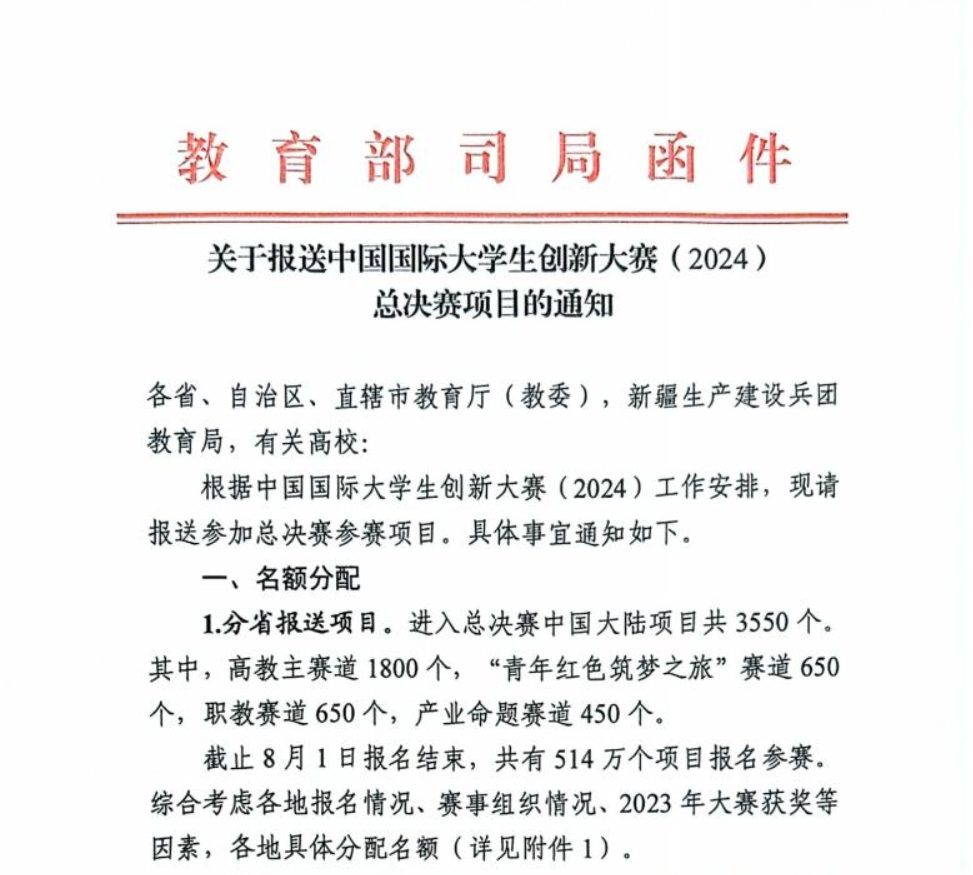 教育部司局函件
关于报送中国国际大学生创新大赛（2024）
总决赛项目的通知
各省、自治区、直辖市教育厅（教委），新疆生产建设兵团
教育局，有关高校：
根据中国国际大学生创新大赛（2024）工作安排，现请
报送参加总决赛参赛项目。具体事宜通知如下。
一、名额分配
1.分省报送项目。进入总决赛中国大陆项目共 3550 个。
其中，高教主赛道 1800 个，“青年红色筑梦之旅”赛道 650
个，职教赛道 650 个，产业命题赛道 450 个。
截止 8 月 1 日报名结束，共有 514 万个项目报名参赛。
综合考虑各地报名情况、赛事组织情况、2023 年大赛获奖等
因素，各地具体分配名额（详见附件 1）。